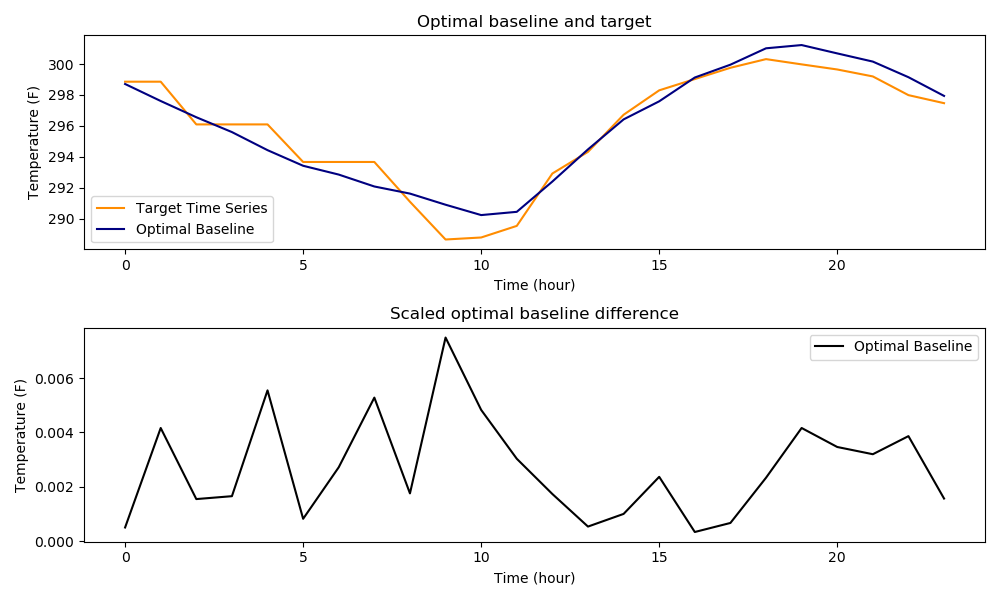 Optimal baseline and target
Temperature (F)
300
298
296
294
292
290
Target Time Series
Optimal Baseline
0 5 10 15 20
Time (hour)
Scaled optimal baseline difference
Temperature (F)
0.006
0.004
0.002
0.000
Optimal Baseline
0 5 10 15 20
Time (hour)